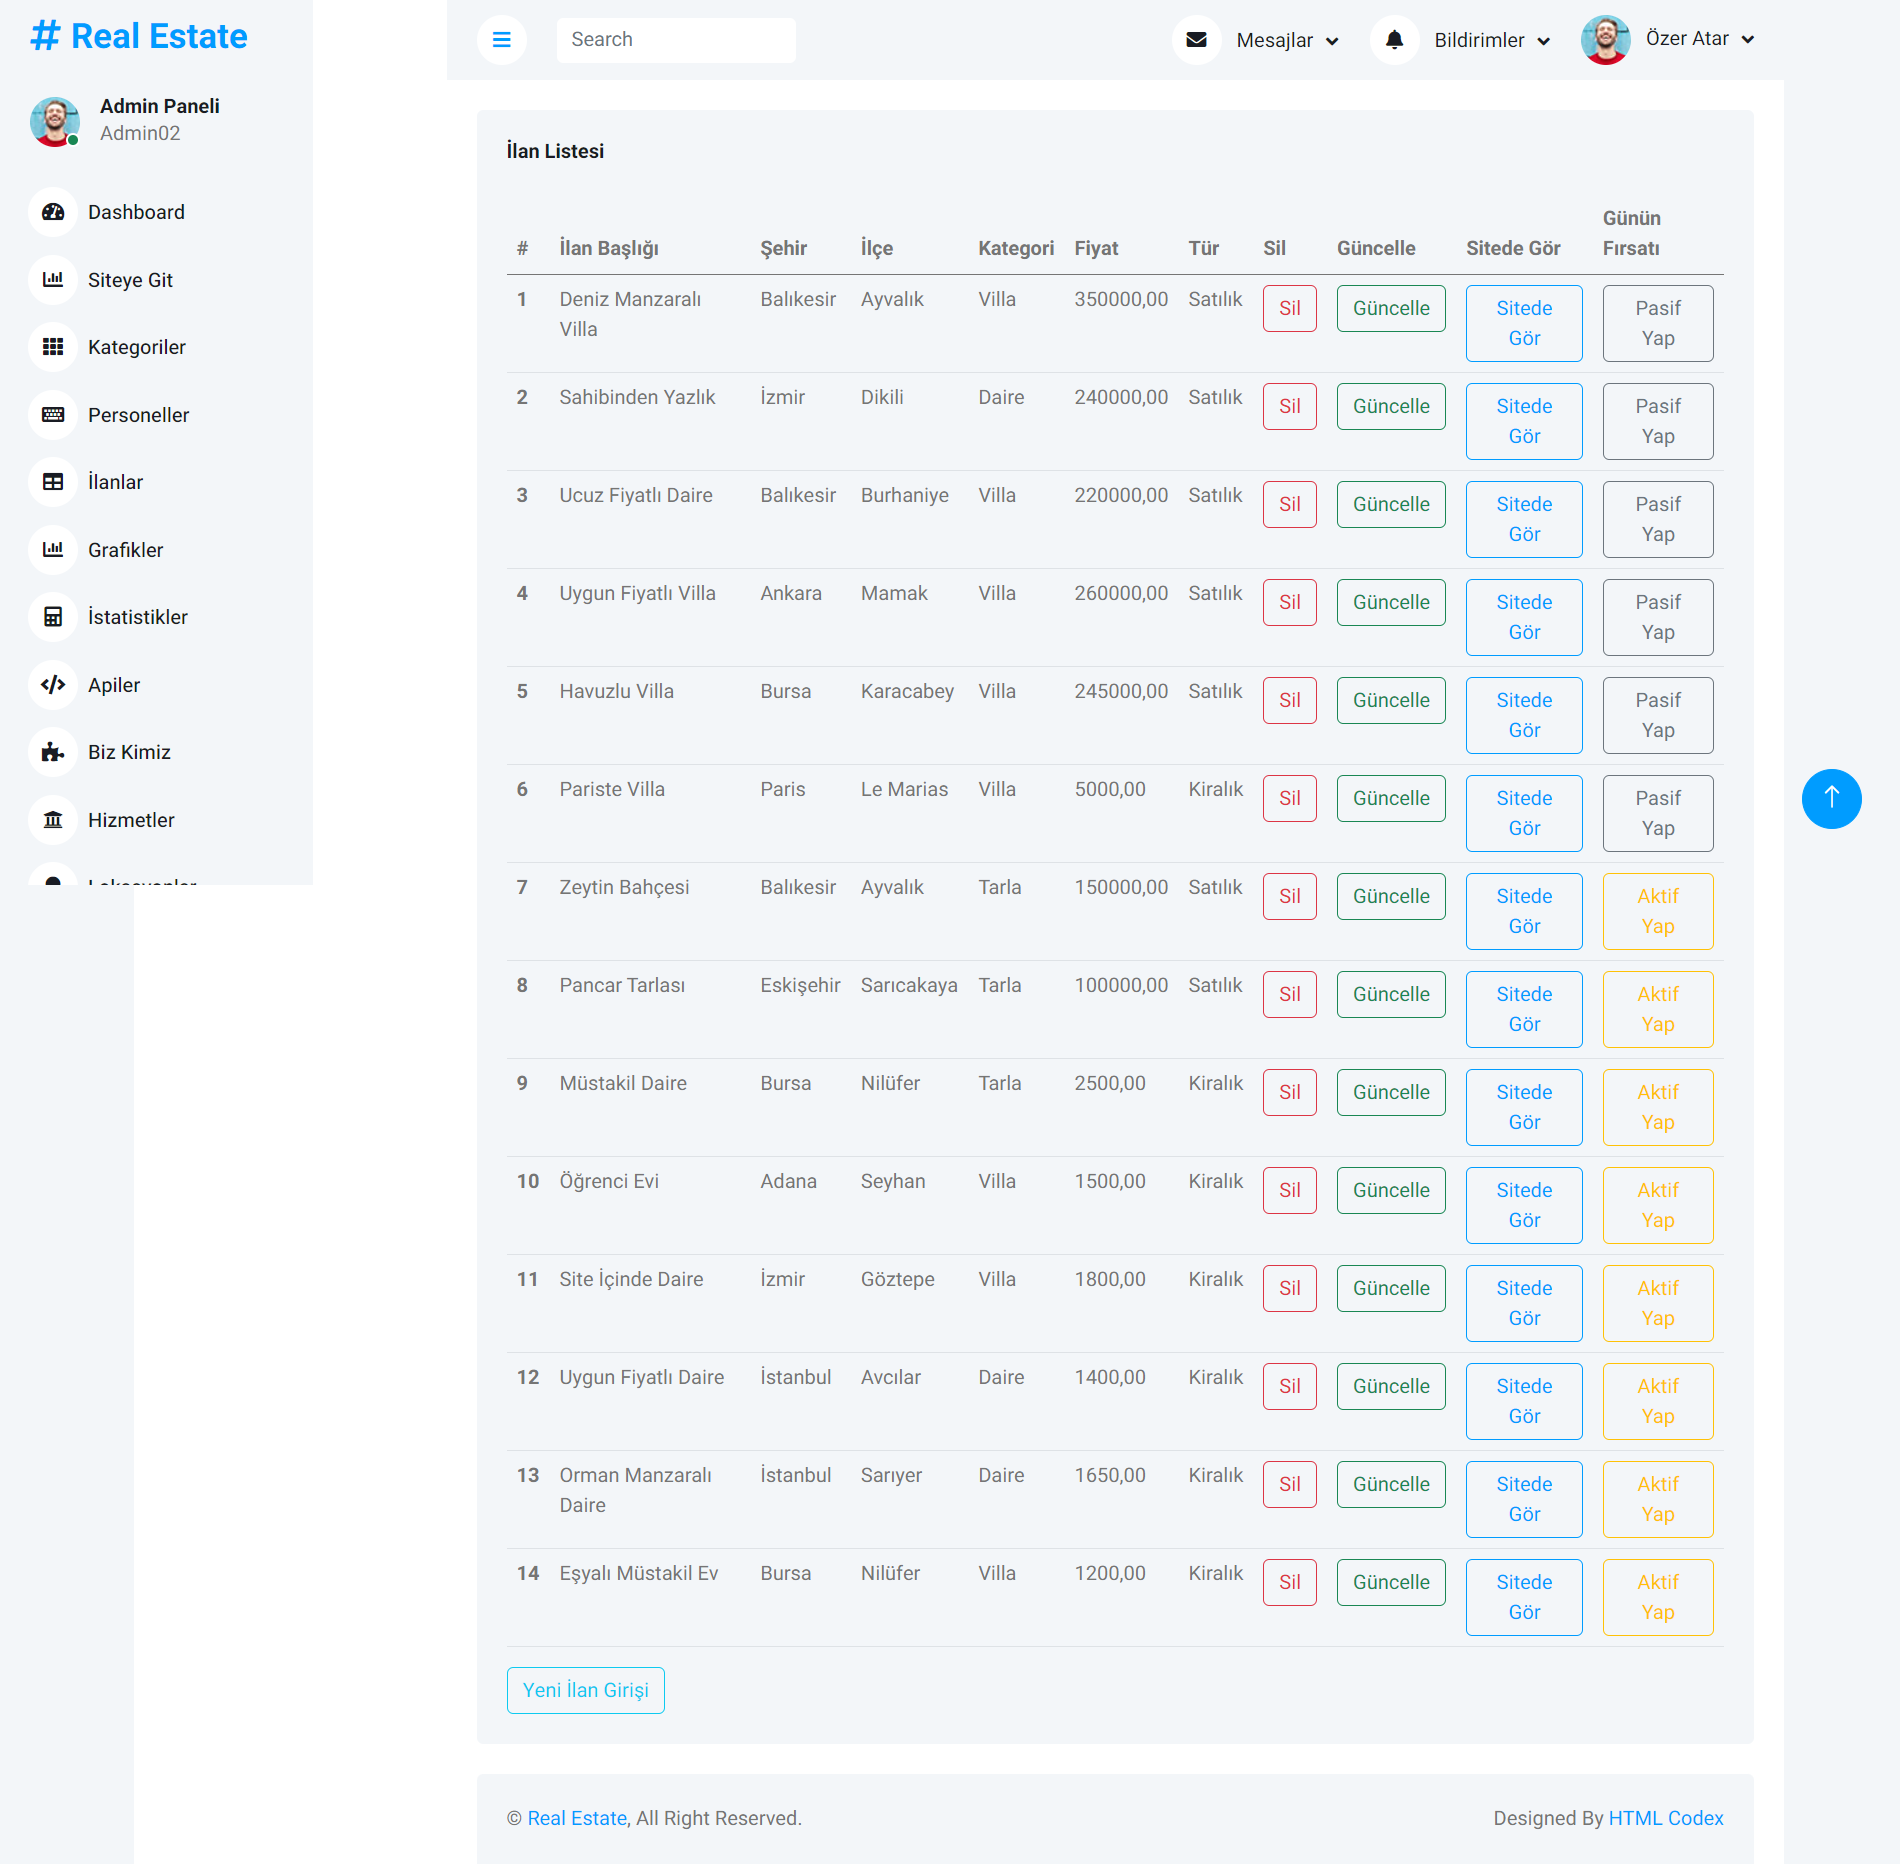 # Real Estate
Admin Paneli
Admin02
Dashboard
Siteye Git
Kategoriler
Personeller
İlanlar
Grafikler
İstatistikler
Apiler
Biz Kimiz
Hizmetler
Search
Mesajlar
Bildirimler
Özer Atar
İlan Listesi
# İlan Başlığı Şehir İlçe Kategori Fiyat Tür Sil Güncelle Sitede Gör Günün Fırsatı
1 Deniz Manzaralı Villa Balıkesir Ayvalık Villa 350000,00 Satılık Sil Güncelle Sitede Gör Pasif Yap
2 Sahibinden Yazlık İzmir Dikili Daire 240000,00 Satılık Sil Güncelle Sitede Gör Pasif Yap
3 Ucuz Fiyatlı Daire Balıkesir Burhaniye Villa 220000,00 Satılık Sil Güncelle Sitede Gör Pasif Yap
4 Uygun Fiyatlı Villa Ankara Mamak Villa 260000,00 Satılık Sil Güncelle Sitede Gör Pasif Yap
5 Havuzlu Villa Bursa Karacabey Villa 245000,00 Satılık Sil Güncelle Sitede Gör Pasif Yap
6 Pariste Villa Paris Le Marias Villa 5000,00 Kiralık Sil Güncelle Sitede Gör Pasif Yap
7 Zeytin Bahçesi Balıkesir Ayvalık Tarla 150000,00 Satılık Sil Güncelle Sitede Gör Aktif Yap
8 Pancar Tarlası Eskişehir Sarıcakaya Tarla 100000,00 Satılık Sil Güncelle Sitede Gör Aktif Yap
9 Müstakil Daire Bursa Nilüfer Tarla 2500,00 Kiralık Sil Güncelle Sitede Gör Aktif Yap
10 Öğrenci Evi Adana Seyhan Villa 1500,00 Kiralık Sil Güncelle Sitede Gör Aktif Yap
11 Site İçinde Daire İzmir Göztepe Villa 1800,00 Kiralık Sil Güncelle Sitede Gör Aktif Yap
12 Uygun Fiyatlı Daire İstanbul Avcılar Daire 1400,00 Kiralık Sil Güncelle Sitede Gör Aktif Yap
13 Orman Manzaralı Daire İstanbul Sarıyer Daire 1650,00 Kiralık Sil Güncelle Sitede Gör Aktif Yap
14 Eşyalı Müstakil Ev Bursa Nilüfer Villa 1200,00 Kiralık Sil Güncelle Sitede Gör Aktif Yap
Yeni İlan Girişi
© Real Estate, All Right Reserved.
Designed By HTML Codex